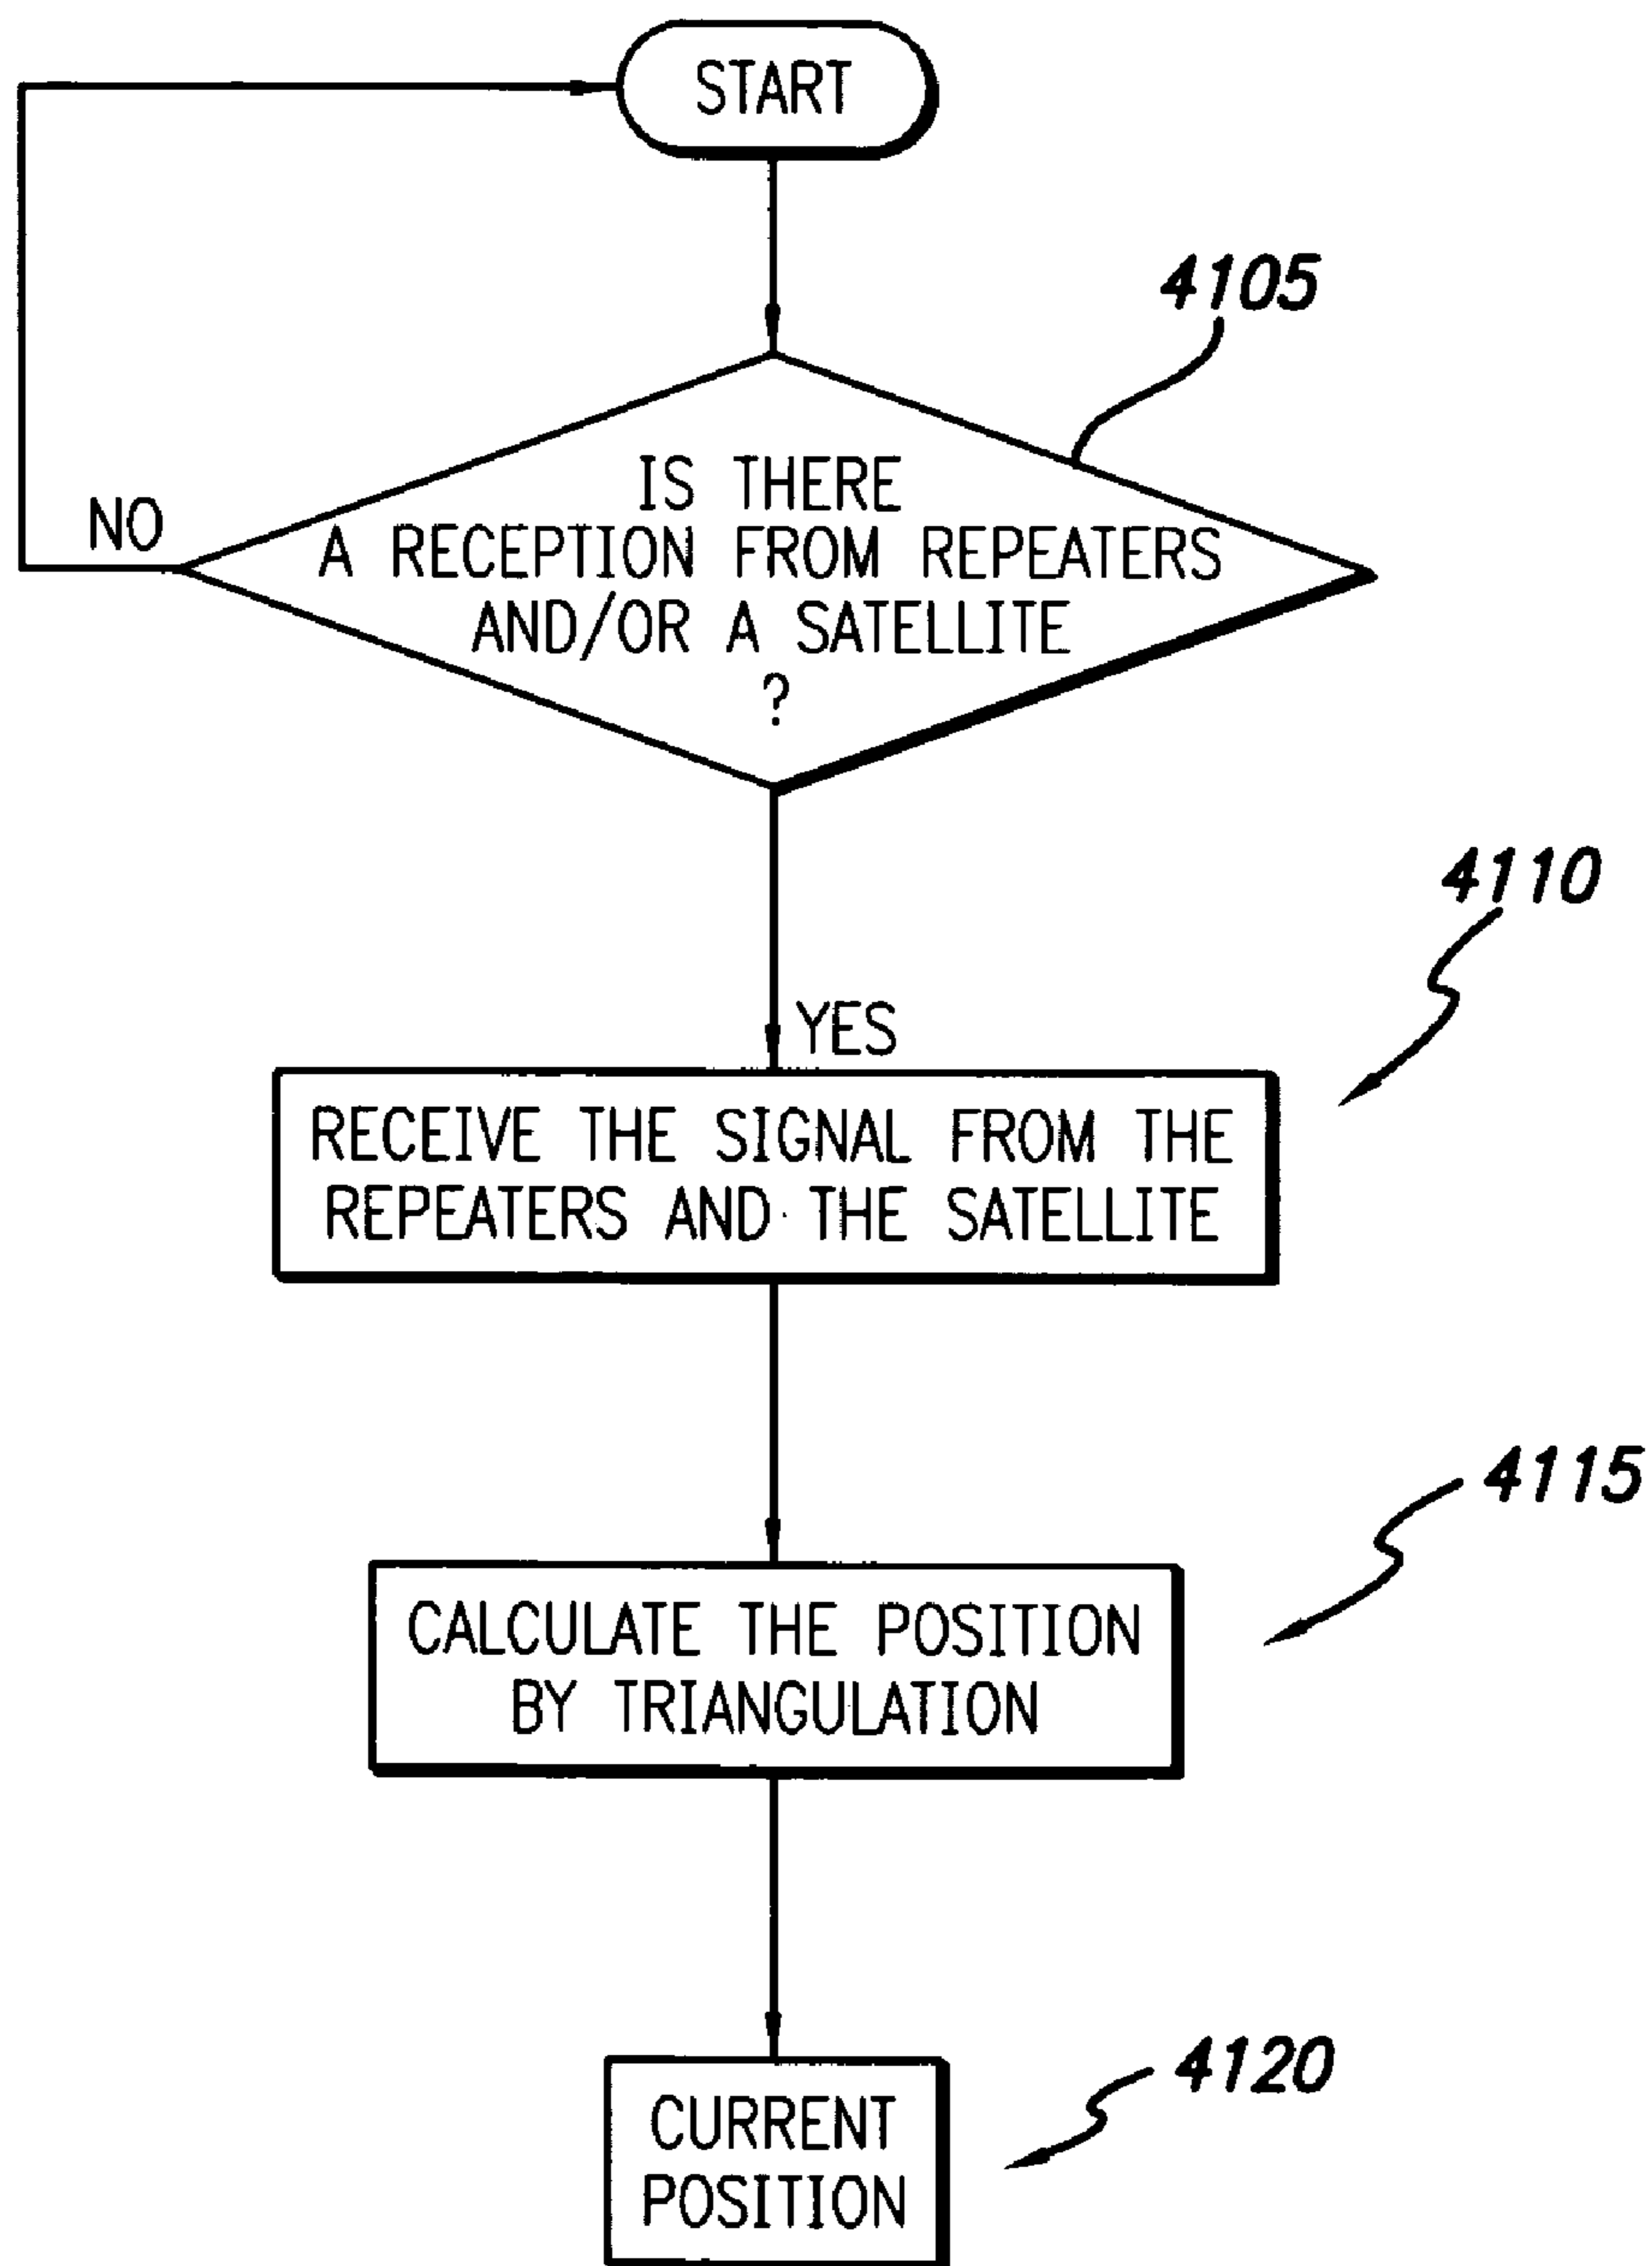 START
4105
IS THERE
A RECEPTION FROM REPEATERS
AND/OR A SATELLITE
?
NO
4110
YES
RECEIVE THE SIGNAL FROM THE
REPEATERS AND THE SATELLITE
4115
CALCULATE THE POSITION
BY TRIANGULATION
4120
CURRENT
POSITION